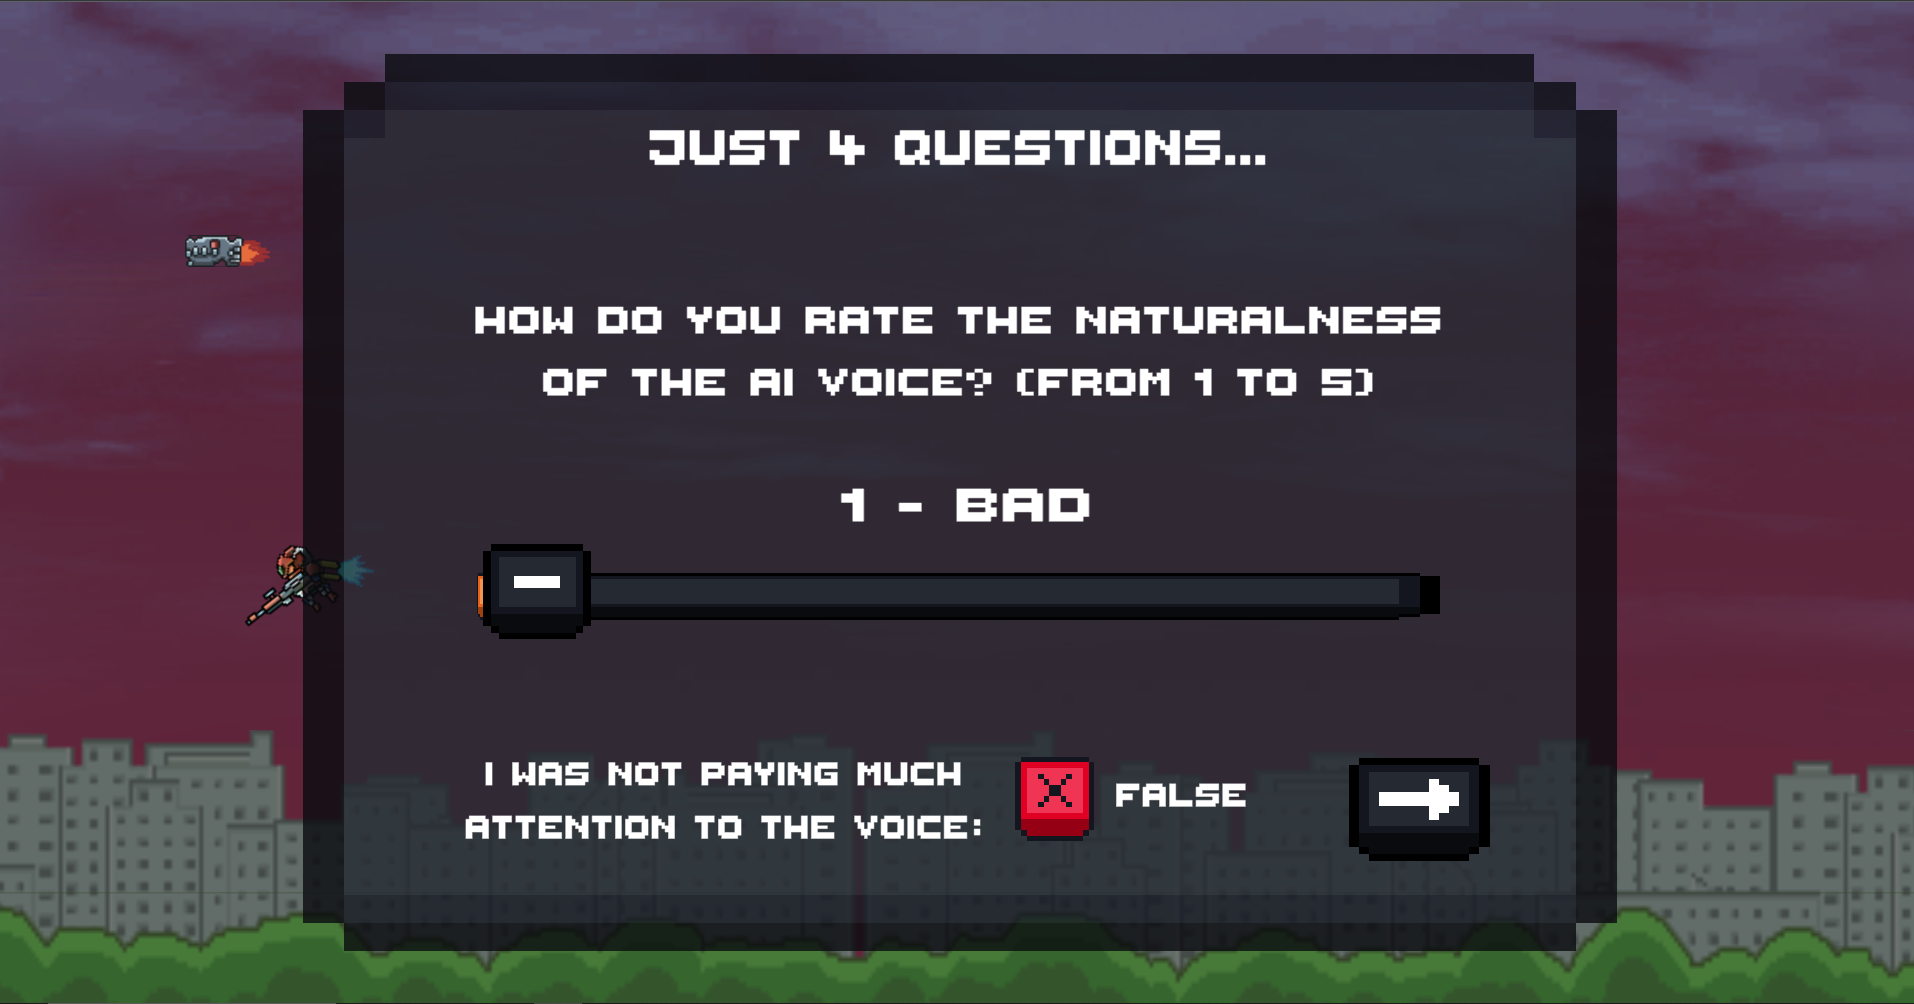 JUST 4 QUESTIONS...
HOW DO YOU RATE THE NATURALNESS
OF THE AI VOICE? (FROM 1 TO 5)
1 - BAD
I WAS NOT PAYING MUCH
ATTENTION TO THE VOICE:
FALSE